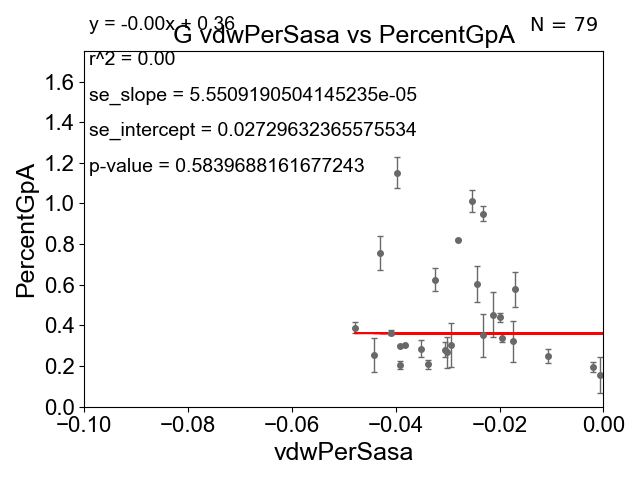 y = -0.00x + 0.36
G vdwPerSasa vs PercentGpA
N = 79
r^2 = 0.00
se_slope = 5.5509190504145235e-05
se_intercept = 0.02729632365575534
p-value = 0.5839688161677243
PercentGpA
1.6
1.4
1.2
1.0
0.8
0.6
0.4
0.2
0.0
−0.10
−0.08
−0.06
−0.04
−0.02
0.00
vdwPerSasa